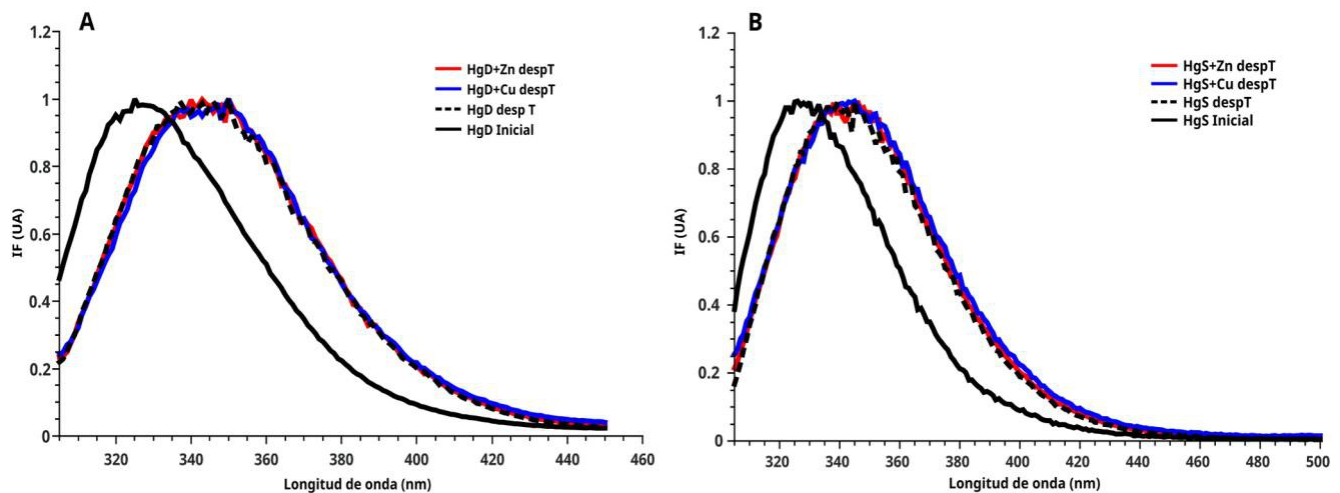 A
1.2
1
0.8
0.6
0.4
0.2
0
IF (UA)
HgD+Zn despT
HgD+Cu despT
HgD desp T
HgD Inicial
320
340
360
380
400
420
440
460
Longitud de onda (nm)
B
1.2
1
0.8
0.6
0.4
0.2
0
IF (UA)
HgS+Zn despT
HgS+Cu despT
HgS despT
HgS Inicial
320
340
360
380
400
420
440
460
480
500
Longitud de onda (nm)